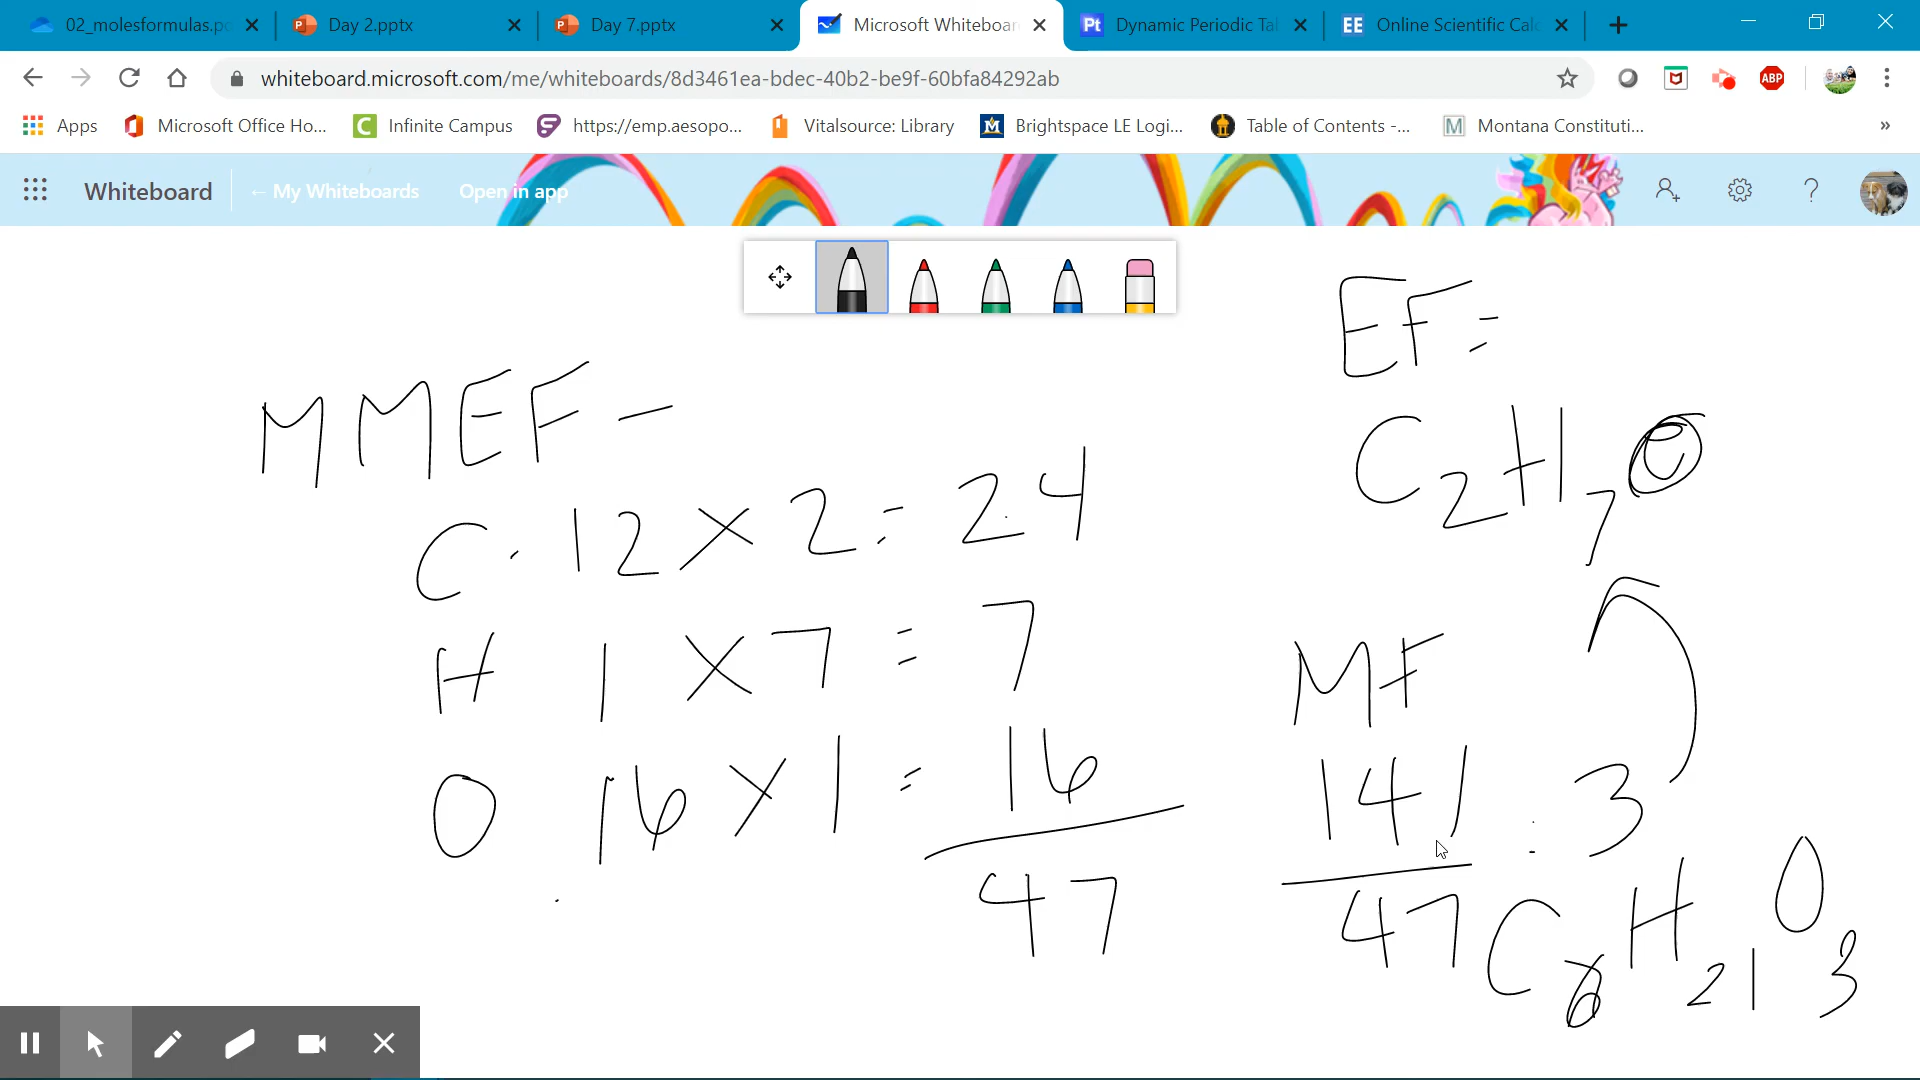 02_molesformulas.p
Day 2.pptx
Day 7.pptx
Microsoft Whiteboar
Dynamic Periodic Ta
EE
Online Scientific Calc
whiteboard.microsoft.com/me/whiteboards/8d3461ea-bdec-40b2-be9f-60bfa84292ab
ABP
Apps
Microsoft Office Ho...
Infinite Campus
https://emp.aesopo...
Vitalsource: Library
Brightspace LE Logi...
Table of Contents -...
Montana Constituti...
»
Whiteboard
← My Whiteboards
Open in app
EF=
C2H7O
MMEF -
C. 12 X 2 = 24
H 1 X 7 = 7
O 16 X 1 = 16
47
MF
141 = 3
47
C6H21O3